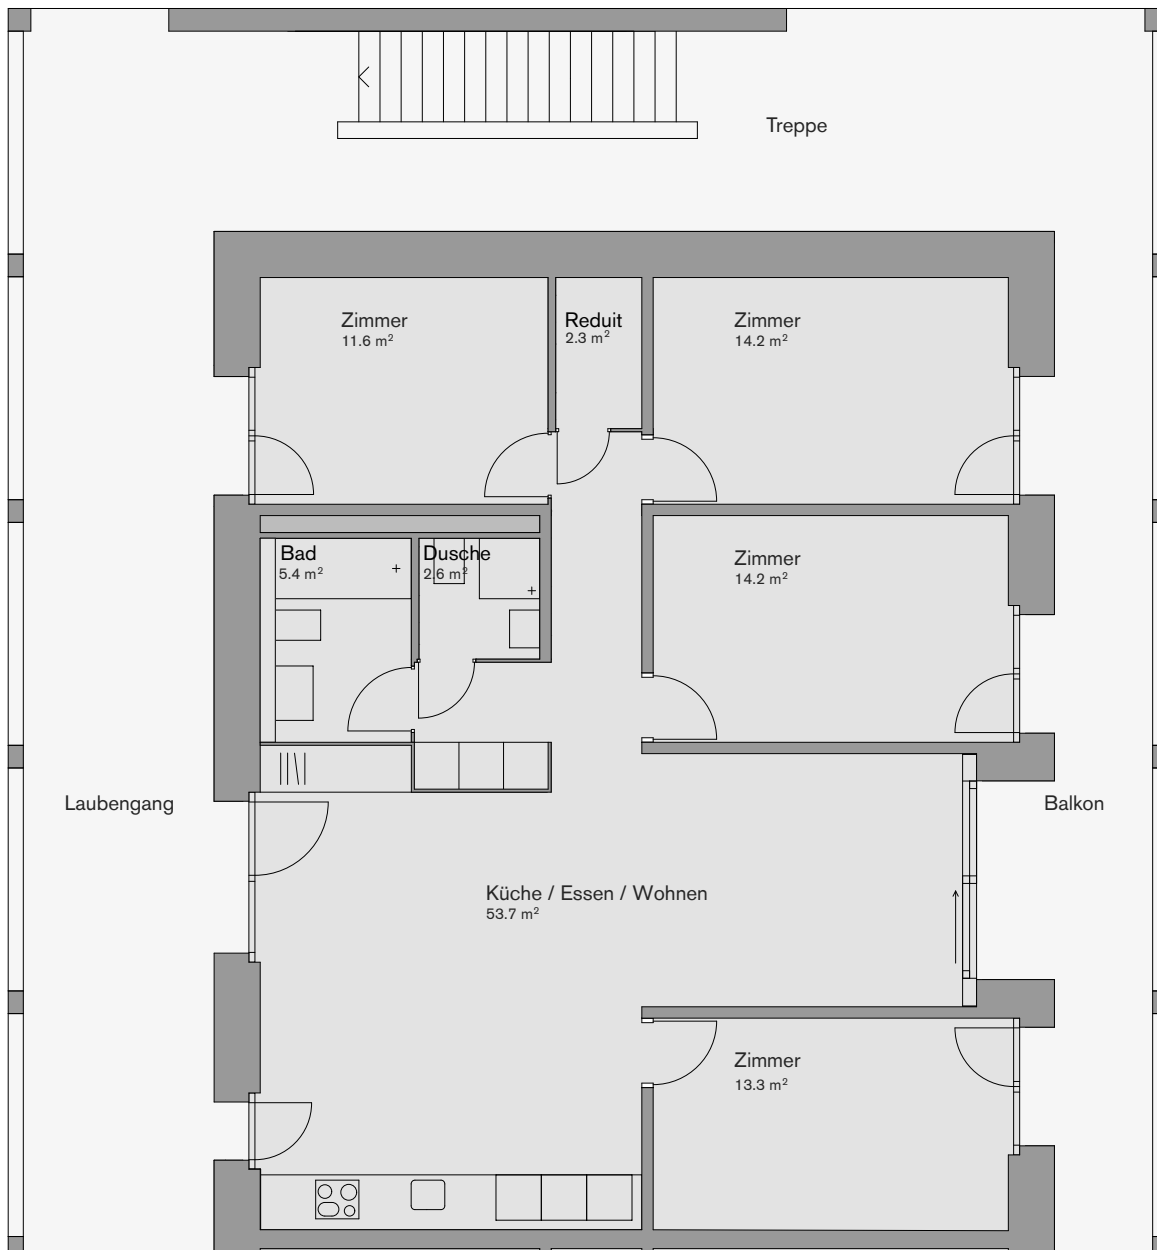 Treppe
Zimmer
11.6 m²
Reduit
2.3 m²
Zimmer
14.2 m²
Bad
5.4 m²
Dusche
2.6 m²
Zimmer
14.2 m²
Laubengang
Balkon
Küche / Essen / Wohnen
53.7 m²
Zimmer
13.3 m²